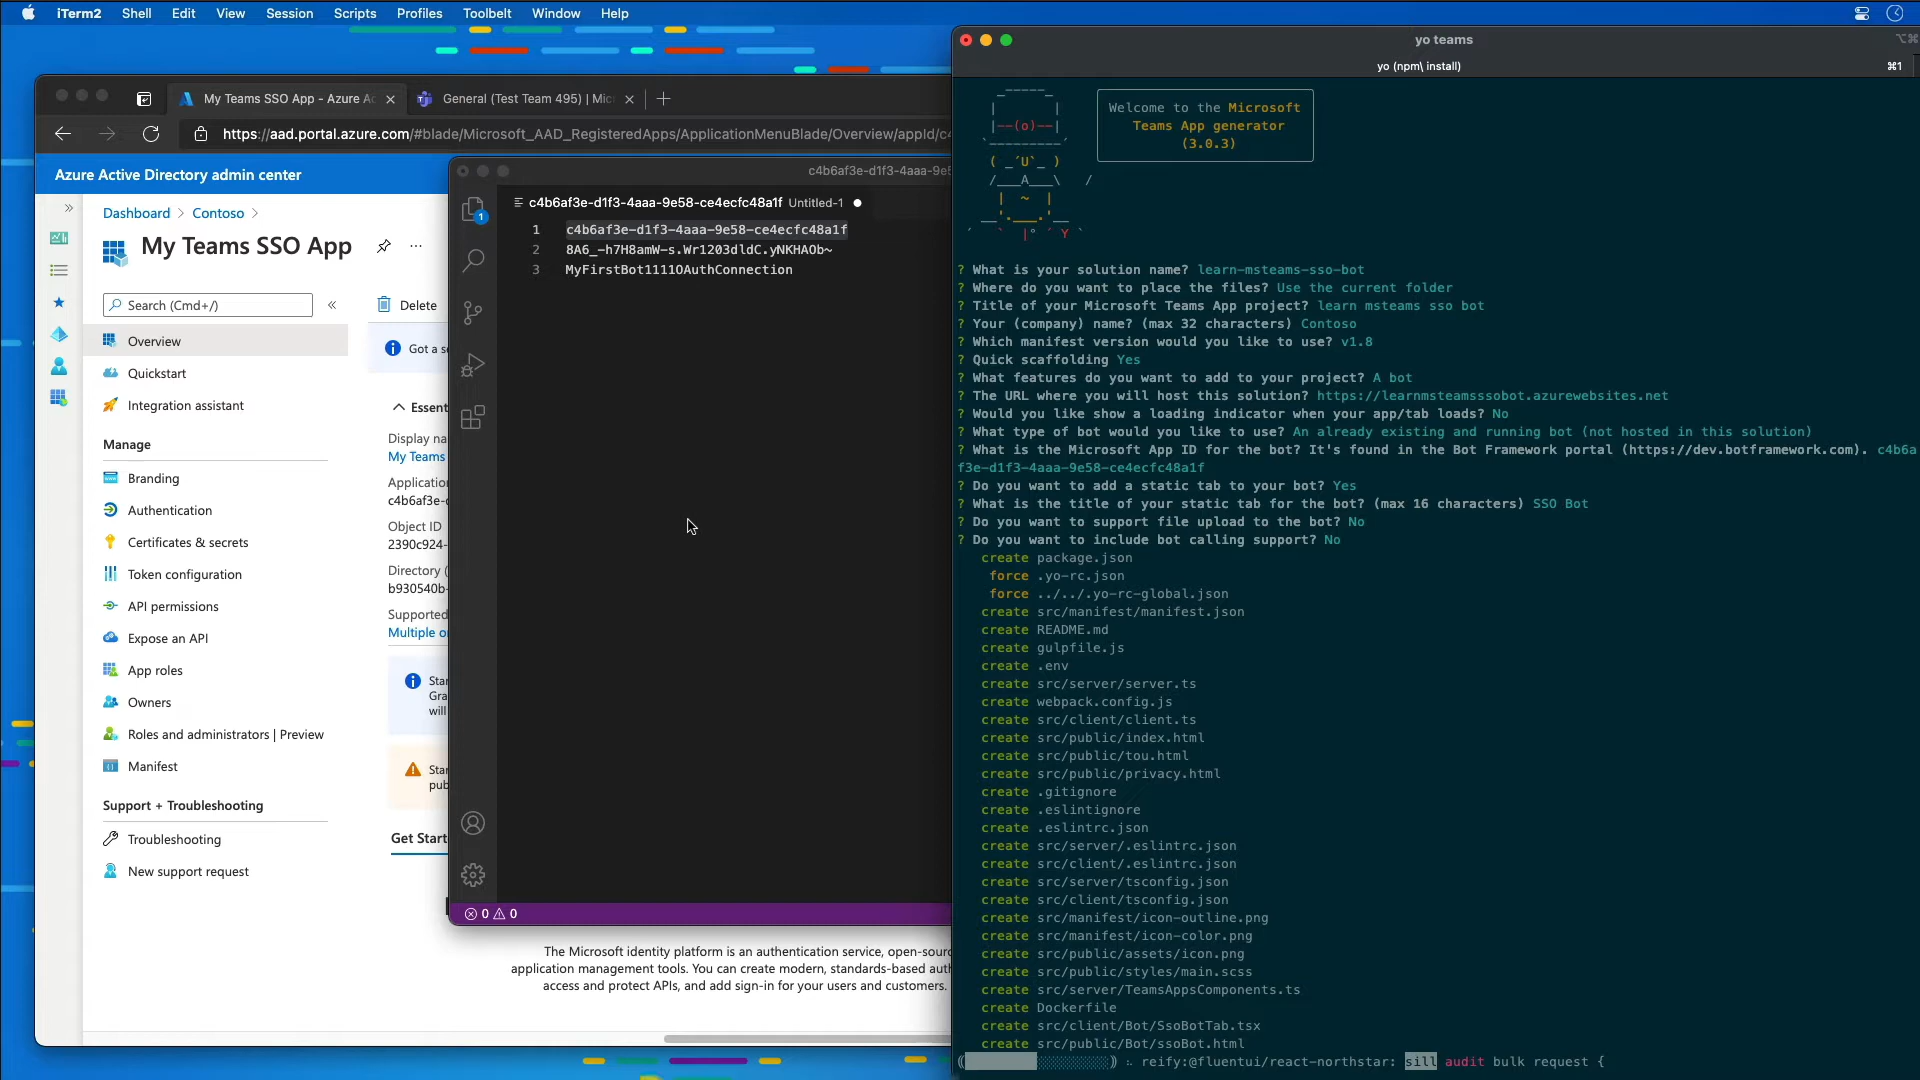 iTerm2 Shell Edit View Session Scripts Profiles Toolbelt Window Help
My Teams SSO App - Azure A
General (Test Team 495) | Mic
https://aad.portal.azure.com/#blade/Microsoft_AAD_RegisteredApps/ApplicationMenuBlade/Overview/appId/c4
Azure Active Directory admin center
Dashboard > Contoso >
My Teams SSO App
Search (Cmd+/)
Overview
Quickstart
Integration assistant
Manage
Branding
Authentication
Certificates & secrets
Token configuration
API permissions
Expose an API
App roles
Owners
Roles and administrators | Preview
Manifest
Support + Troubleshooting
Troubleshooting
New support request
Delete
Got a s
Essent
Display na
My Teams
Application
c4b6af3e-
Object ID
2390c924-
Directory (
b930540b-
Supported
Multiple o
Star
Gra
will
Star
pub
Get Start
The Microsoft identity platform is an authentication service, open-sourc
application management tools. You can create modern, standards-based auth
access and protect APIs, and add sign-in for your users and customers.
c4b6af3e-d1f3-4aaa-9e5
c4b6af3e-d1f3-4aaa-9e58-ce4ecfc48a1f Untitled-1
1
1 c4b6af3e-d1f3-4aaa-9e58-ce4ecfc48a1f
2 8A6_-h7H8amW-s.Wr1203dldC.yNKHAOb~
3 MyFirstBot1111OAuthConnection
0 0
yo teams
yo (npm\ install)
⌘1
Welcome to the Microsoft
Teams App generator
(3.0.3)
? What is your solution name? learn-msteams-sso-bot
? Where do you want to place the files? Use the current folder
? Title of your Microsoft Teams App project? learn msteams sso bot
? Your (company) name? (max 32 characters) Contoso
? Which manifest version would you like to use? v1.8
? Quick scaffolding Yes
? What features do you want to add to your project? A bot
? The URL where you will host this solution? https://learnmsteamsssobot.azurewebsites.net
? Would you like show a loading indicator when your app/tab loads? No
? What type of bot would you like to use? An already existing and running bot (not hosted in this solution)
? What is the Microsoft App ID for the bot? It's found in the Bot Framework portal (https://dev.botframework.com). c4b6a
f3e-d1f3-4aaa-9e58-ce4ecfc48a1f
? Do you want to add a static tab to your bot? Yes
? What is the title of your static tab for the bot? (max 16 characters) SSO Bot
? Do you want to support file upload to the bot? No
? Do you want to include bot calling support? No
create package.json
force .yo-rc.json
force ../../.yo-rc-global.json
create src/manifest/manifest.json
create README.md
create gulpfile.js
create .env
create src/server/server.ts
create webpack.config.js
create src/client/client.ts
create src/public/index.html
create src/public/tou.html
create src/public/privacy.html
create .gitignore
create .eslintignore
create .eslintrc.json
create src/server/.eslintrc.json
create src/client/.eslintrc.json
create src/server/tsconfig.json
create src/client/tsconfig.json
create src/manifest/icon-outline.png
create src/manifest/icon-color.png
create src/public/assets/icon.png
create src/public/styles/main.scss
create src/server/TeamsAppsComponents.ts
create Dockerfile
create src/client/Bot/SsoBotTab.tsx
create src/public/Bot/ssoBot.html
reify:@fluentui/react-northstar: sill audit bulk request {